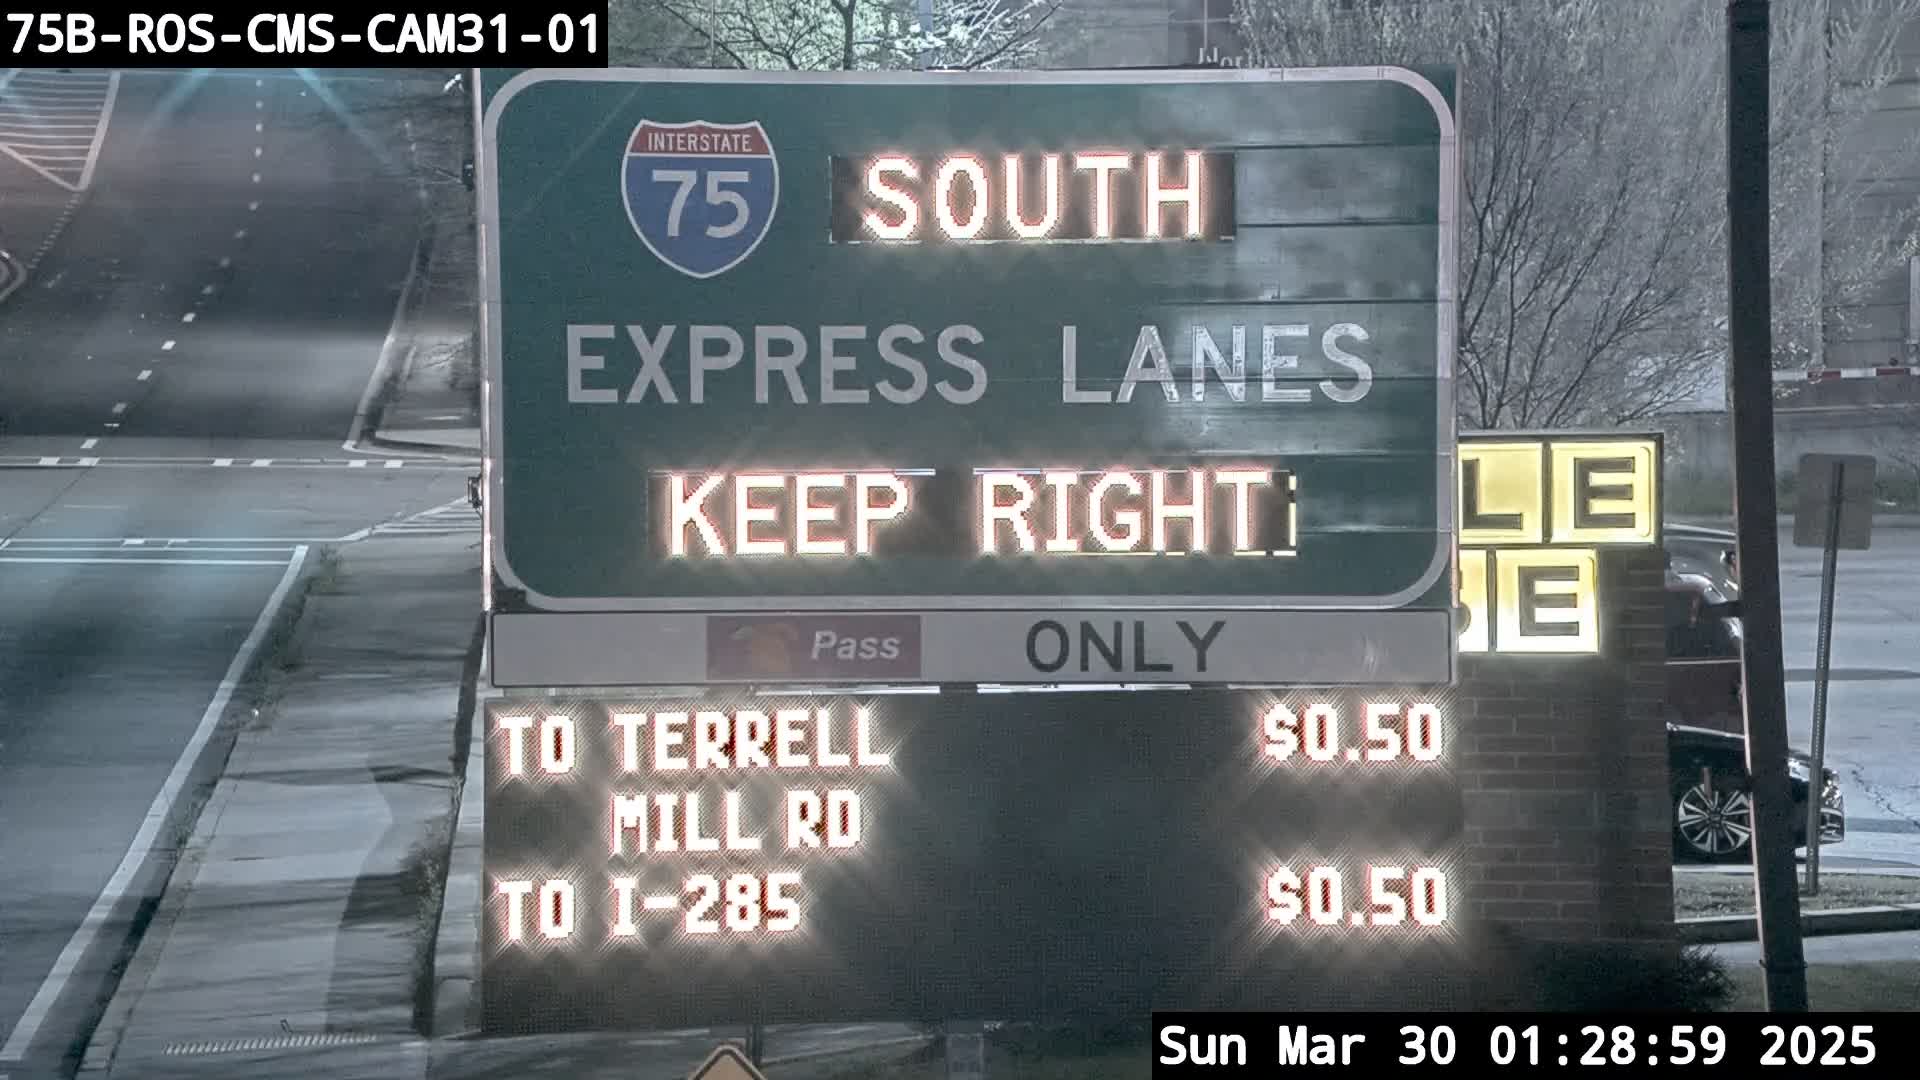 75B-ROS-CMS-CAM31-01
INTERSTATE
75
SOUTH
EXPRESS LANES
KEEP RIGHT
Pass ONLY
TO TERRELL $0.50
MILL RD
TO I-285 $0.50
LE
E
Sun Mar 30 01:28:59 2025